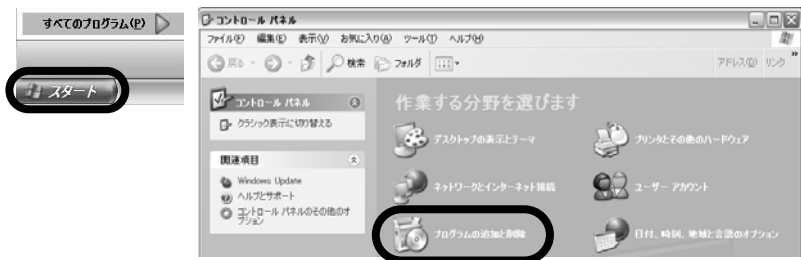 すべてのプログラム(P)
スタート
コントロール パネル
ファイル(F) 編集(E) 表示(V) お気に入り(A) ツール(T) ヘルプ(H)
戻る 検索 フォルダ アドレス(D) リンク
コントロール パネル
クラシック表示に切り替える
関連項目
Windows Update
ヘルプとサポート
コントロール パネルのその他のオプション
作業する分野を選びます
デスクトップの表示とテーマ
プリンタとその他のハードウェア
ネットワークとインターネット接続
ユーザー アカウント
プログラムの追加と削除
日付、時刻、地域と言語のオプション